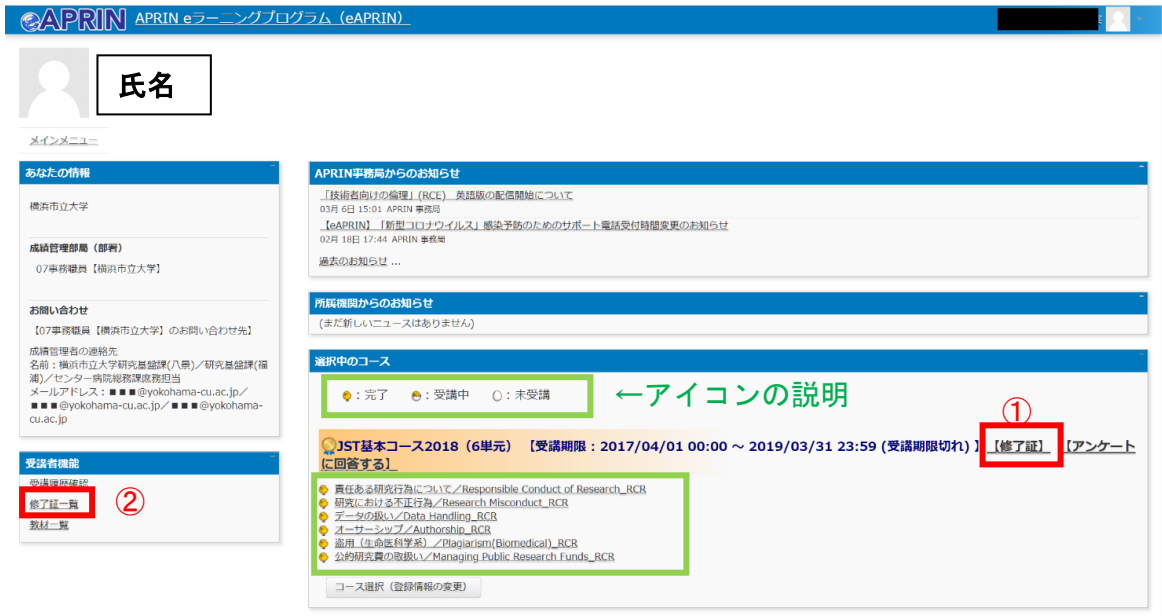 eAPRIN APRIN eラーニングプログラム（eAPRIN）
氏名
メインメニュー
あなたの情報
横浜市立大学
成績管理部局（部署）
07事務職員【横浜市立大学】
お問い合わせ
【07事務職員【横浜市立大学】のお問い合わせ先】
成績管理者の連絡先
名前：横浜市立大学研究基盤課(八景)／研究基盤課(福
浦)／センター病院総務課庶務担当
メールアドレス：■■■@yokohama-cu.ac.jp／
■■■@yokohama-cu.ac.jp／■■■@yokohama-
cu.ac.jp
受講者機能
受講履歴確認
修了証一覧
②
教材一覧
APRIN事務局からのお知らせ
「技術者向けの倫理」(RCE) 英語版の配信開始について
03月 6日 15:01 APRIN 事務局
【eAPRIN】「新型コロナウイルス」感染予防のためのサポート電話受付時間変更のお知らせ
02月 18日 17:44 APRIN 事務局
過去のお知らせ ...
所属機関からのお知らせ
(まだ新しいニュースはありません)
選択中のコース
：完了 ：受講中 ：未受講
←アイコンの説明
①
JST基本コース2018（6単元）【受講期限：2017/04/01 00:00 ～ 2019/03/31 23:59 (受講期限切れ) 】【修了証】 【アンケート
に回答する】
責任ある研究行為について／Responsible Conduct of Research_RCR
研究における不正行為／Research Misconduct_RCR
データの扱い／Data Handling_RCR
オーサーシップ／Authorship_RCR
盗用（生命医科学系）／Plagiarism(Biomedical)_RCR
公的研究費の取扱い／Managing Public Research Funds_RCR
コース選択（登録情報の変更）